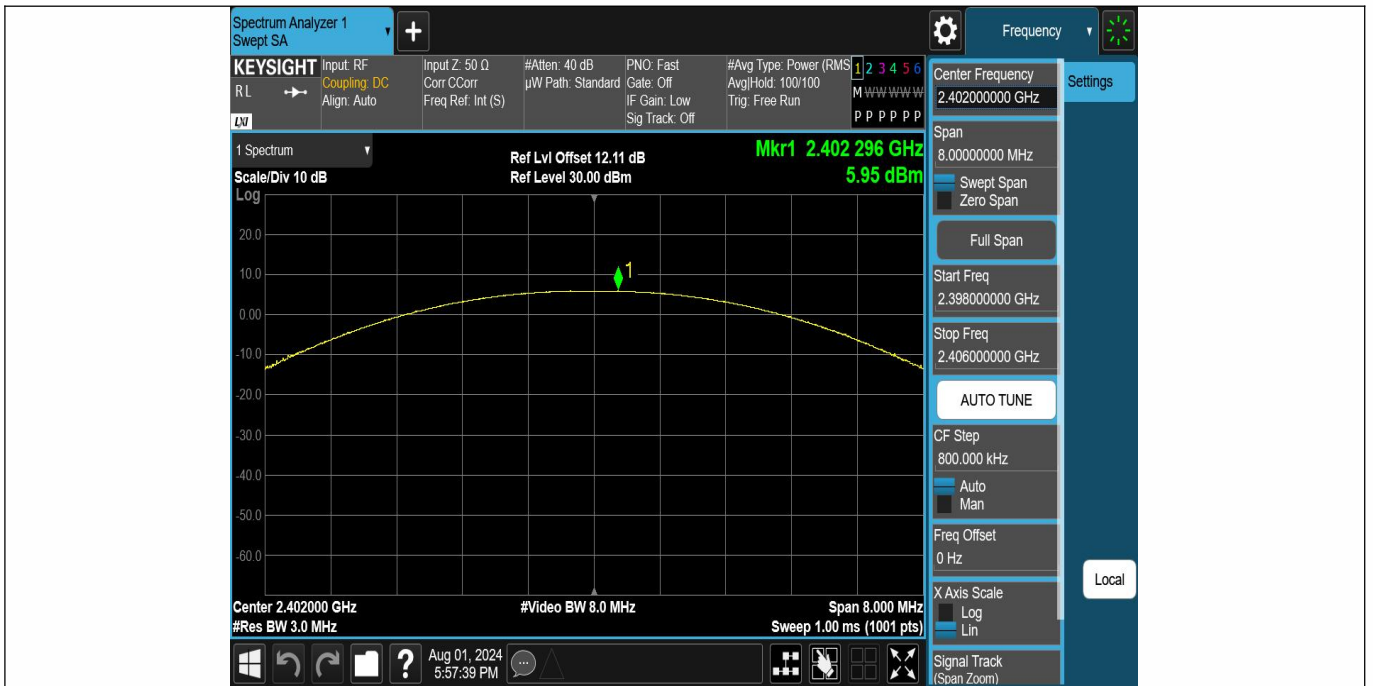 Spectrum Analyzer 1
Swept SA
+
Frequency
KEYSIGHT
RL
LXI
Input: RF
Coupling: DC
Align: Auto
Input Z: 50 Ω
Corr CCorr
Freq Ref: Int (S)
#Atten: 40 dB
µW Path: Standard
PNO: Fast
Gate: Off
IF Gain: Low
Sig Track: Off
#Avg Type: Power (RMS
Avg|Hold: 100/100
Trig: Free Run
1 2 3 4 5 6
M W W W W W
P P P P P P
1 Spectrum
Scale/Div 10 dB
Log
Ref Lvl Offset 12.11 dB
Ref Level 30.00 dBm
Mkr1 2.402 296 GHz
5.95 dBm
20.0
10.0
0.00
-10.0
-20.0
-30.0
-40.0
-50.0
-60.0
1
Center 2.402000 GHz
#Res BW 3.0 MHz
#Video BW 8.0 MHz
Span 8.000 MHz
Sweep 1.00 ms (1001 pts)
Center Frequency
2.402000000 GHz
Settings
Span
8.00000000 MHz
Swept Span
Zero Span
Full Span
Start Freq
2.398000000 GHz
Stop Freq
2.406000000 GHz
AUTO TUNE
CF Step
800.000 kHz
Auto
Man
Freq Offset
0 Hz
X Axis Scale
Log
Lin
Local
Signal Track
(Span Zoom)
?
Aug 01, 2024
5:57:39 PM